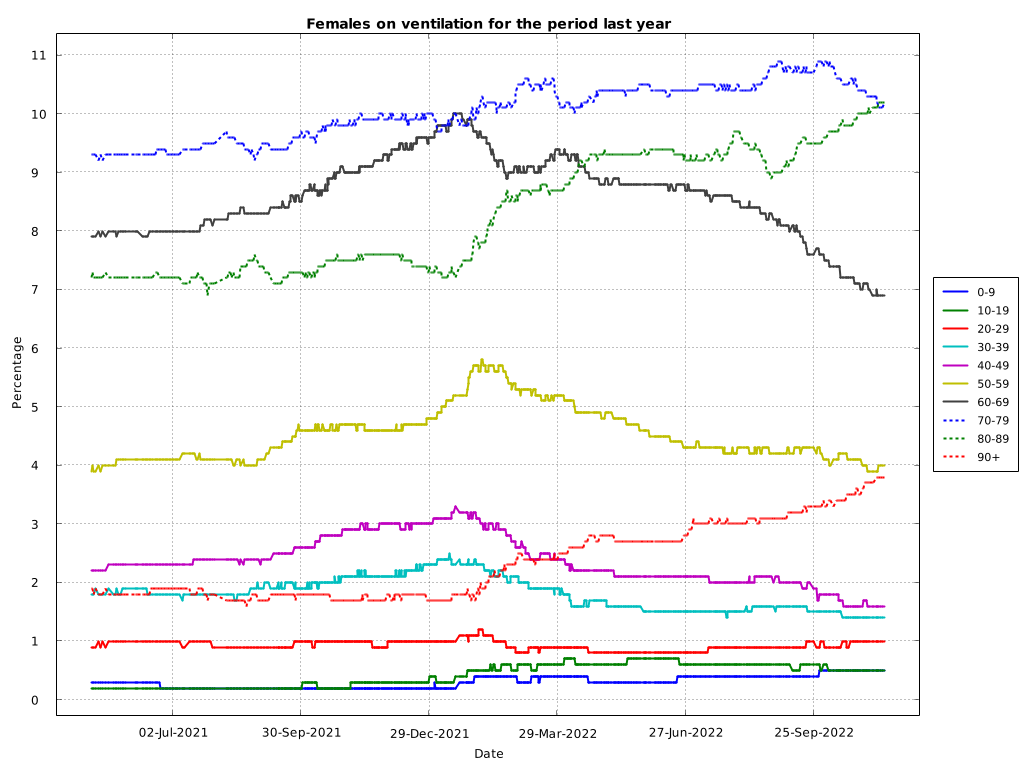 Females on ventilation for the period last year
Percentage
11
10
9
8
7
6
5
4
3
2
1
0
02-Jul-2021
30-Sep-2021
29-Dec-2021
29-Mar-2022
27-Jun-2022
25-Sep-2022
Date
0-9
10-19
20-29
30-39
40-49
50-59
60-69
70-79
80-89
90+